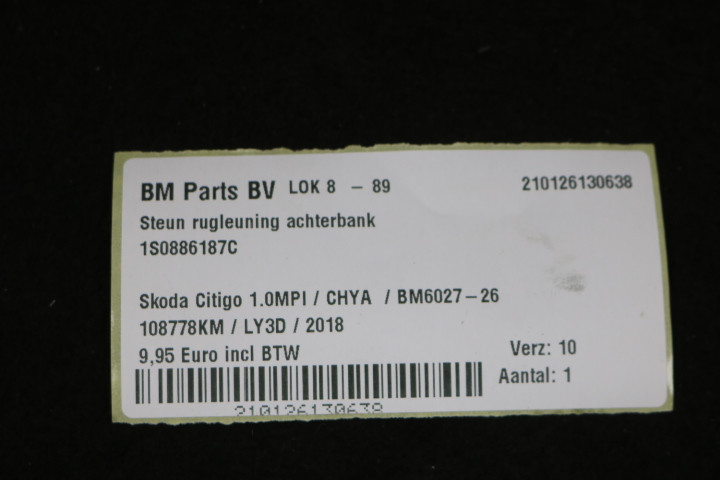 BM Parts BV LOK 8 - 89 210126130638
Steun rugleuning achterbank
1S0886187C
Skoda Citigo 1.0MPI / CHYA / BM6027-26
108778KM / LY3D / 2018
9,95 Euro incl BTW Verz: 10
Aantal: 1
210126130638